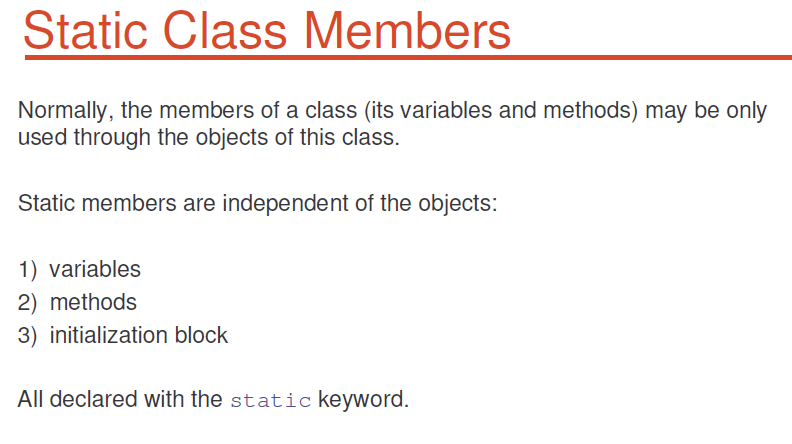 Static Class Members
Normally, the members of a class (its variables and methods) may be only
used through the objects of this class.
Static members are independent of the objects:
1) variables
2) methods
3) initialization block
All declared with the static keyword.